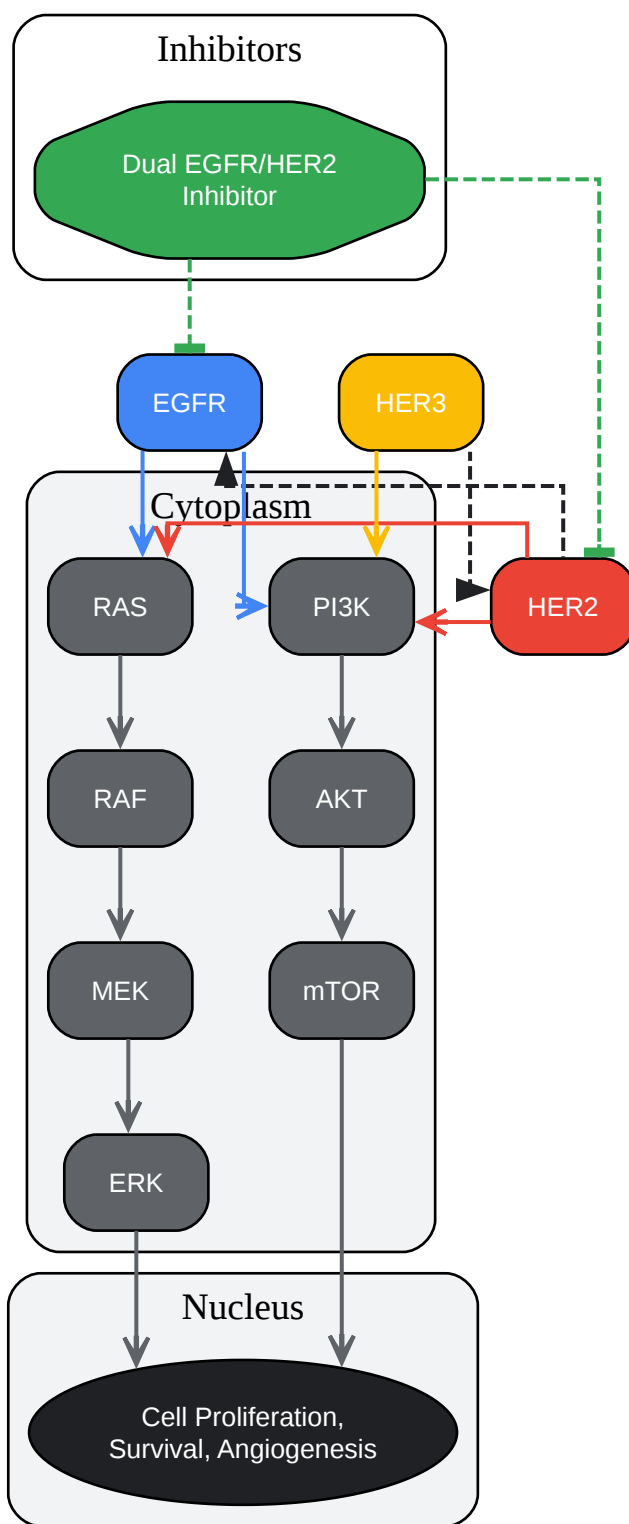 Inhibitors
Dual EGFR/HER2
Inhibitor
EGFR
HER3
Cytoplasm
RAS
PI3K
HER2
RAF
AKT
MEK
mTOR
ERK
Nucleus
Cell Proliferation,
Survival, Angiogenesis